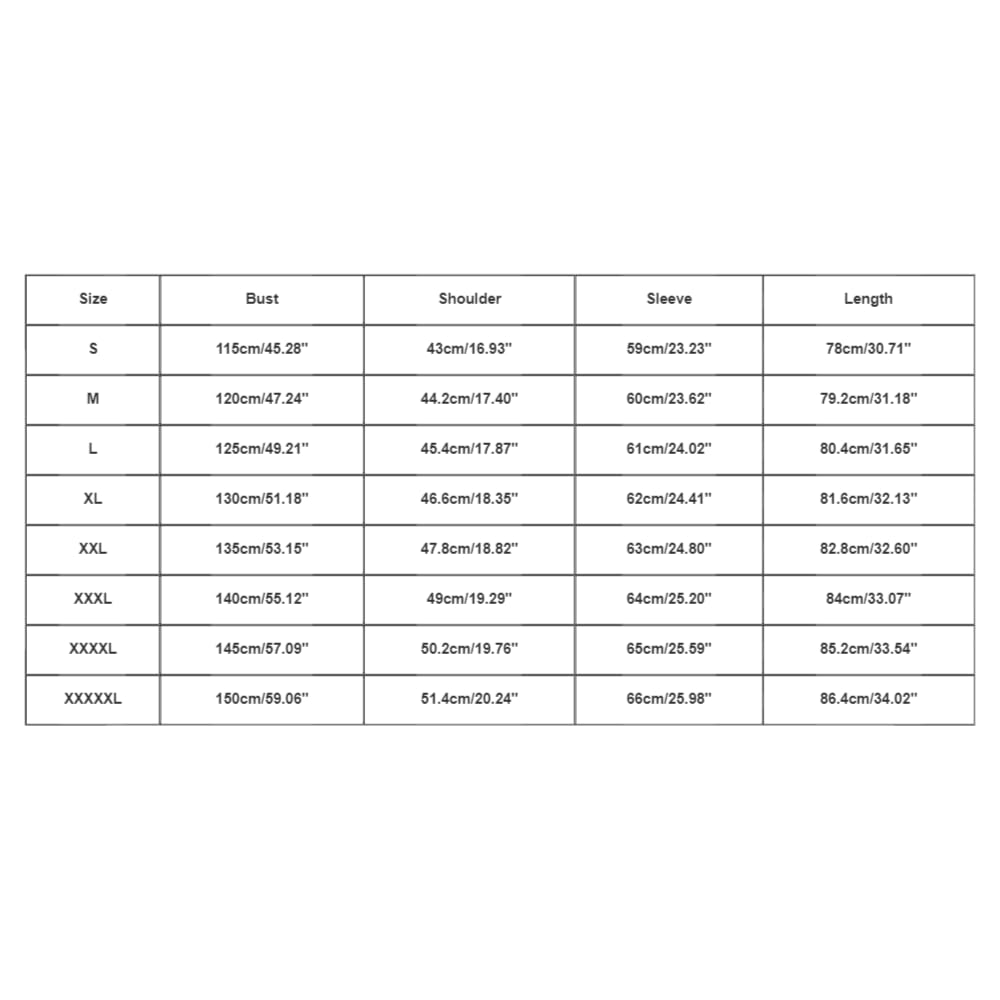 Size Bust Shoulder Sleeve Length
S 115cm/45.28" 43cm/16.93" 59cm/23.23" 78cm/30.71"
M 120cm/47.24" 44.2cm/17.40" 60cm/23.62" 79.2cm/31.18"
L 125cm/49.21" 45.4cm/17.87" 61cm/24.02" 80.4cm/31.65"
XL 130cm/51.18" 46.6cm/18.35" 62cm/24.41" 81.6cm/32.13"
XXL 135cm/53.15" 47.8cm/18.82" 63cm/24.80" 82.8cm/32.60"
XXXL 140cm/55.12" 49cm/19.29" 64cm/25.20" 84cm/33.07"
XXXXL 145cm/57.09" 50.2cm/19.76" 65cm/25.59" 85.2cm/33.54"
XXXXXL 150cm/59.06" 51.4cm/20.24" 66cm/25.98" 86.4cm/34.02"